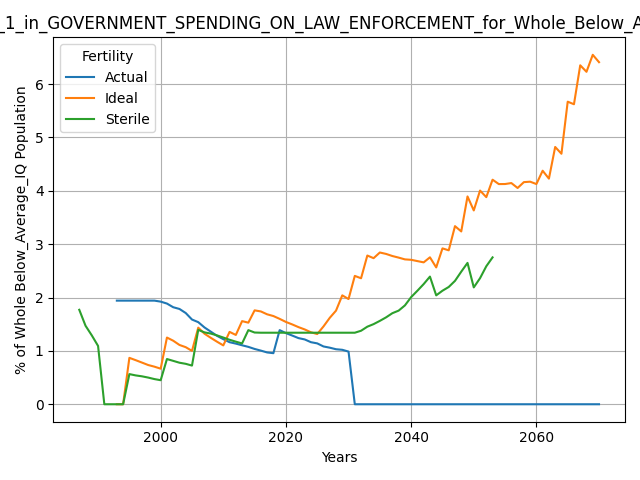 _1_in_GOVERNMENT_SPENDING_ON_LAW_ENFORCEMENT_for_Whole_Below_A
Fertility
Actual
Ideal
Sterile
% of Whole Below_Average_IQ Population
6
5
4
3
2
1
0
2000 2020 2040 2060
Years